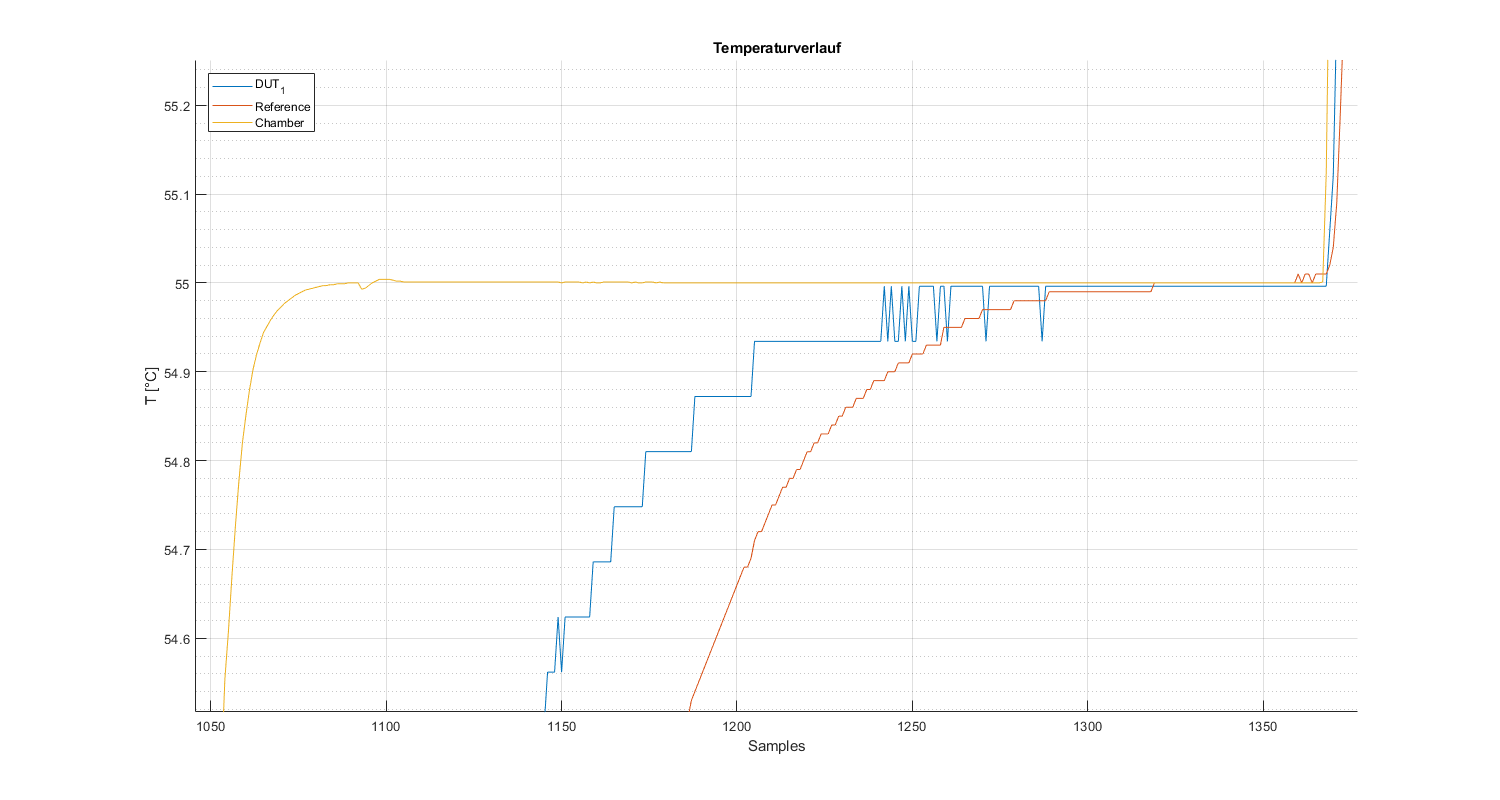 Temperaturverlauf
DUT1
Reference
Chamber
55.2
55.1
55
54.9
54.8
54.7
54.6
T [°C]
1050 1100 1150 1200 1250 1300 1350
Samples